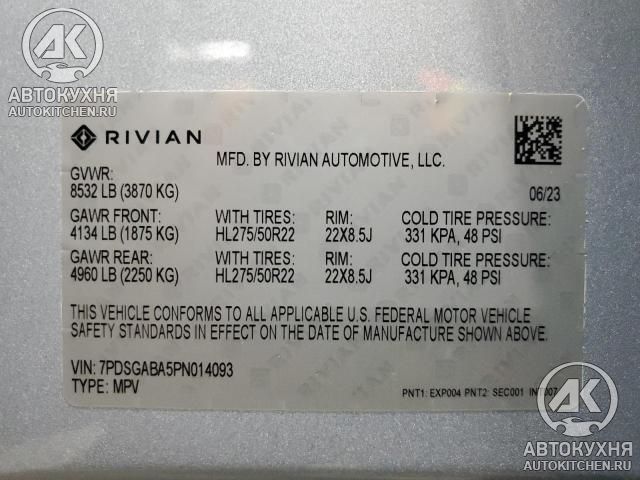 АК
АВТОКУХНЯ
AUTOKITCHEN.RU
RIVIAN
MFD. BY RIVIAN AUTOMOTIVE, LLC.
GVWR:
8532 LB (3870 KG)
06/23
GAWR FRONT: WITH TIRES: RIM: COLD TIRE PRESSURE:
4134 LB (1875 KG) HL275/50R22 22X8.5J 331 KPA, 48 PSI
GAWR REAR: WITH TIRES: RIM: COLD TIRE PRESSURE:
4960 LB (2250 KG) HL275/50R22 22X8.5J 331 KPA, 48 PSI
THIS VEHICLE CONFORMS TO ALL APPLICABLE U.S. FEDERAL MOTOR VEHICLE
SAFETY STANDARDS IN EFFECT ON THE DATE OF MANUFACTURE SHOWN ABOVE.
VIN: 7PDSGABA5PN014093
TYPE: MPV
PNT1: EXP004 PNT2: SEC001 INT007
АК
АВТОКУХНЯ
AUTOKITCHEN.RU